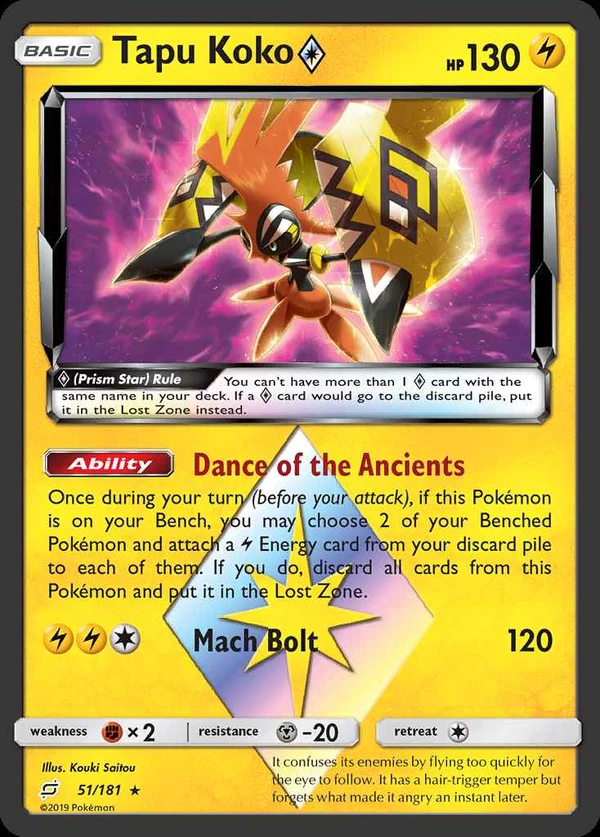 BASIC Tapu Koko HP 130
(Prism Star) Rule You can't have more than 1 ◇ card with the
same name in your deck. If a ◇ card would go to the discard pile, put
it in the Lost Zone instead.
Ability Dance of the Ancients
Once during your turn (before your attack), if this Pokémon
is on your Bench, you may choose 2 of your Benched
Pokémon and attach a Energy card from your discard pile
to each of them. If you do, discard all cards from this
Pokémon and put it in the Lost Zone.
Mach Bolt 120
weakness ×2 resistance -20 retreat
Illus. Kouki Saitou
51/181 ★
©2019 Pokémon
It confuses its enemies by flying too quickly for
the eye to follow. It has a hair-trigger temper but
forgets what made it angry an instant later.